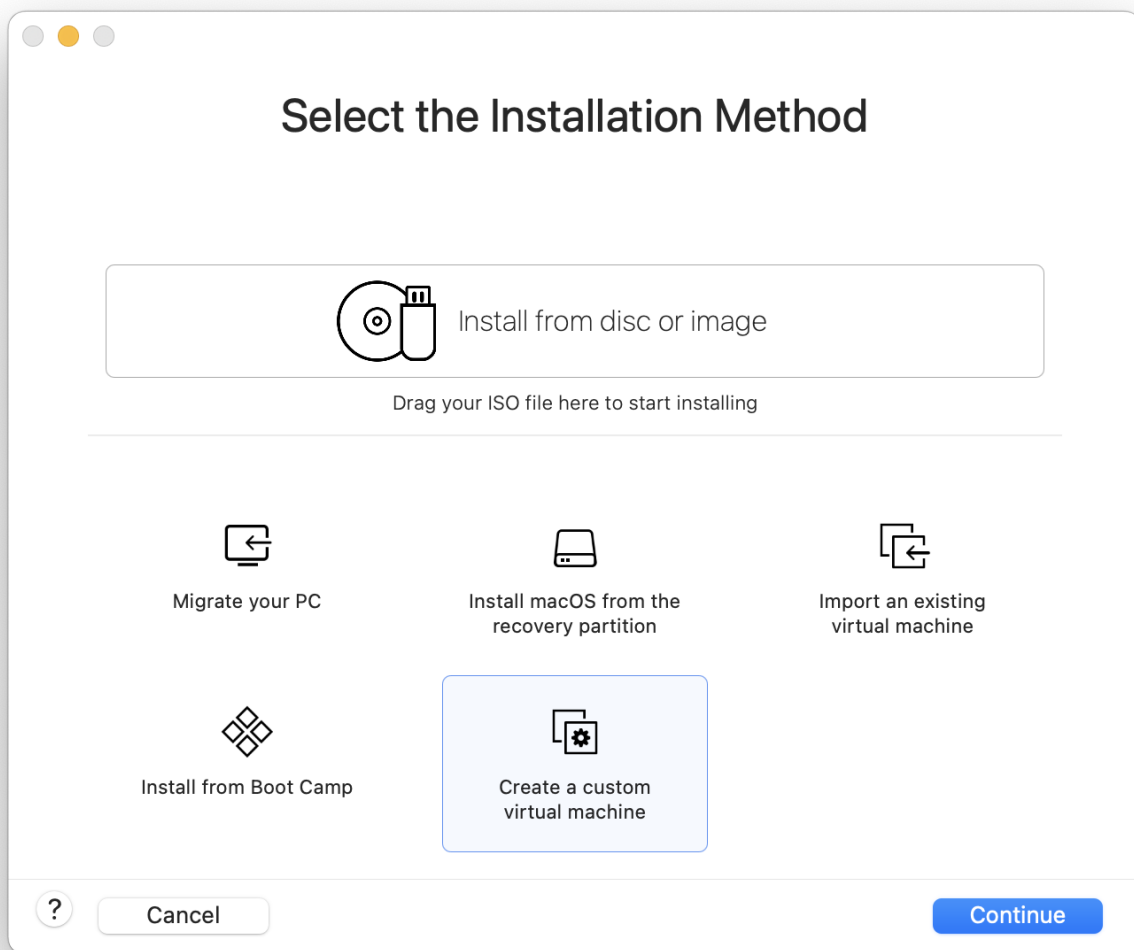 Select the Installation Method
Install from disc or image
Drag your ISO file here to start installing
Migrate your PC
Install macOS from the
recovery partition
Import an existing
virtual machine
Install from Boot Camp
Create a custom
virtual machine
?
Cancel
Continue